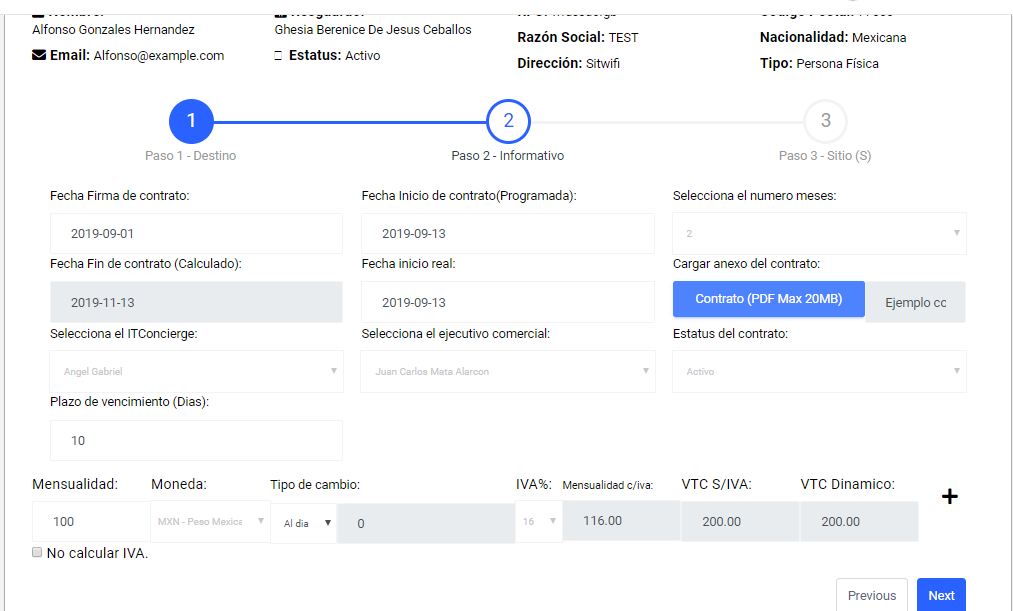 Alfonso Gonzales Hernandez
Email: Alfonso@example.com
Ghesia Berenice De Jesus Ceballos
Estatus: Activo
Razón Social: TEST
Dirección: Sitwifi
Nacionalidad: Mexicana
Tipo: Persona Física
1 2 3
Paso 1 - Destino Paso 2 - Informativo Paso 3 - Sitio (S)
Fecha Firma de contrato: Fecha Inicio de contrato(Programada): Selecciona el numero meses:
2019-09-01 2019-09-13 2
Fecha Fin de contrato (Calculado): Fecha inicio real: Cargar anexo del contrato:
2019-11-13 2019-09-13 Contrato (PDF Max 20MB) Ejemplo cc
Selecciona el ITConcierge: Selecciona el ejecutivo comercial: Estatus del contrato:
Angel Gabriel Juan Carlos Mata Alarcon Activo
Plazo de vencimiento (Dias):
10
Mensualidad: Moneda: Tipo de cambio: IVA%: Mensualidad c/iva: VTC S/IVA: VTC Dinamico:
100 MXN - Peso Mexica Al dia 0 16 116.00 200.00 200.00
No calcular IVA.
Previous Next